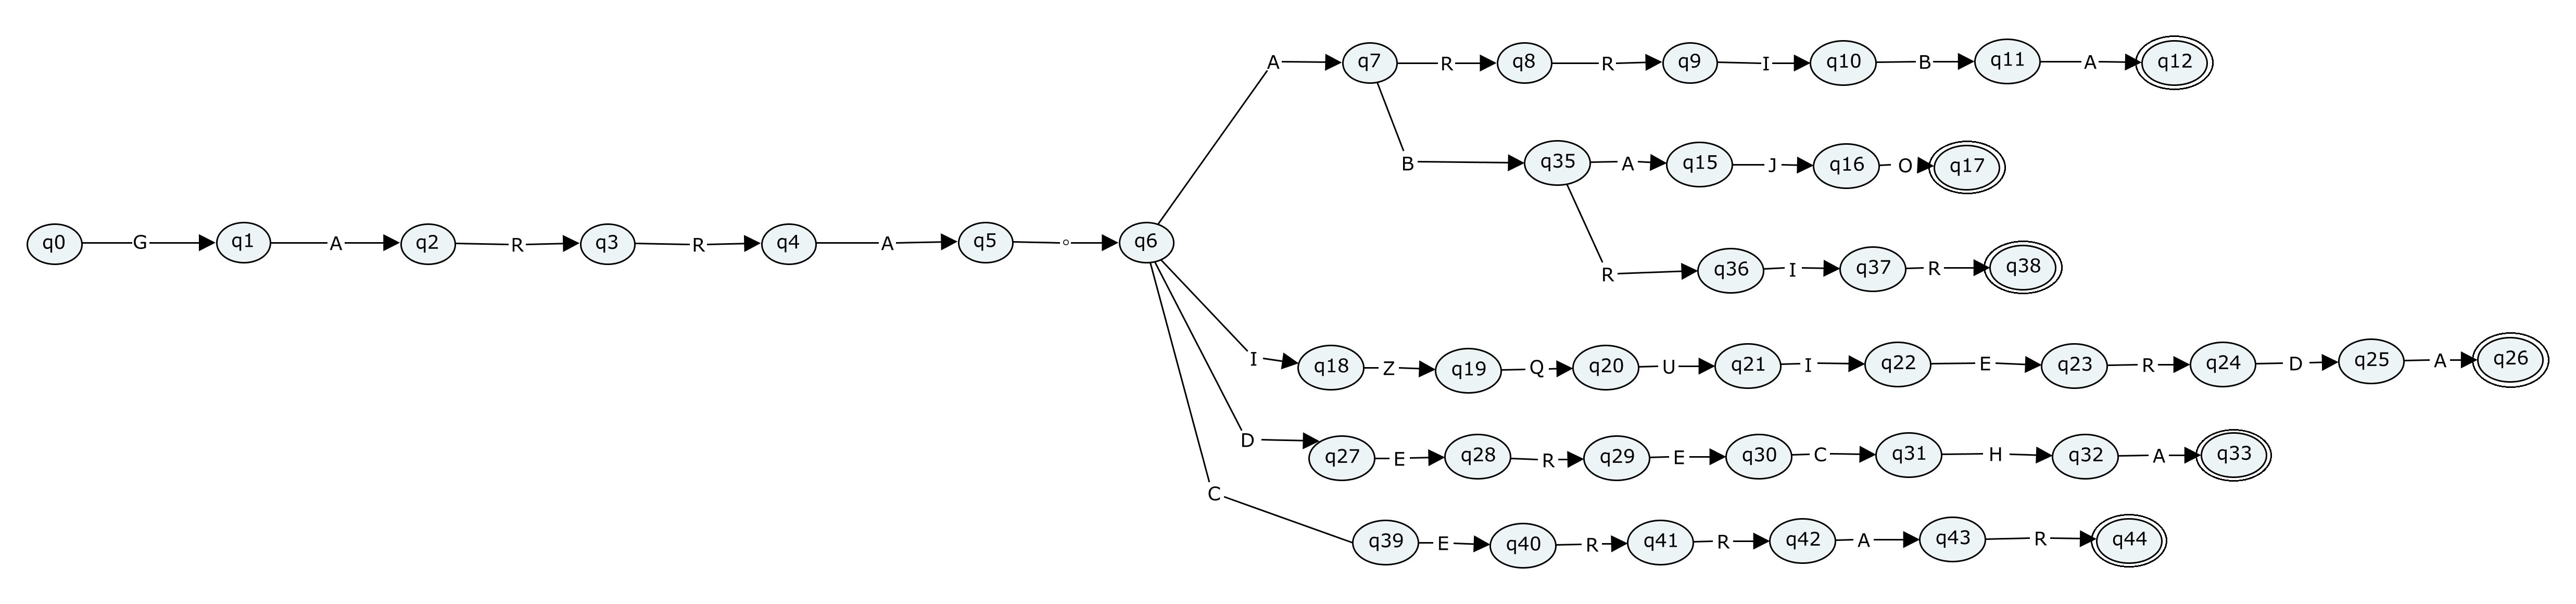 A q7 R q8 R q9 I q10 B q11 A q12
B q35 A q15 J q16 O q17
q0 G q1 A q2 R q3 R q4 A q5 ∘ q6
R q36 I q37 R q38
I q18 Z q19 Q q20 U q21 I q22 E q23 R q24 D q25 A q26
D q27 E q28 R q29 E q30 C q31 H q32 A q33
C q39 E q40 R q41 R q42 A q43 R q44